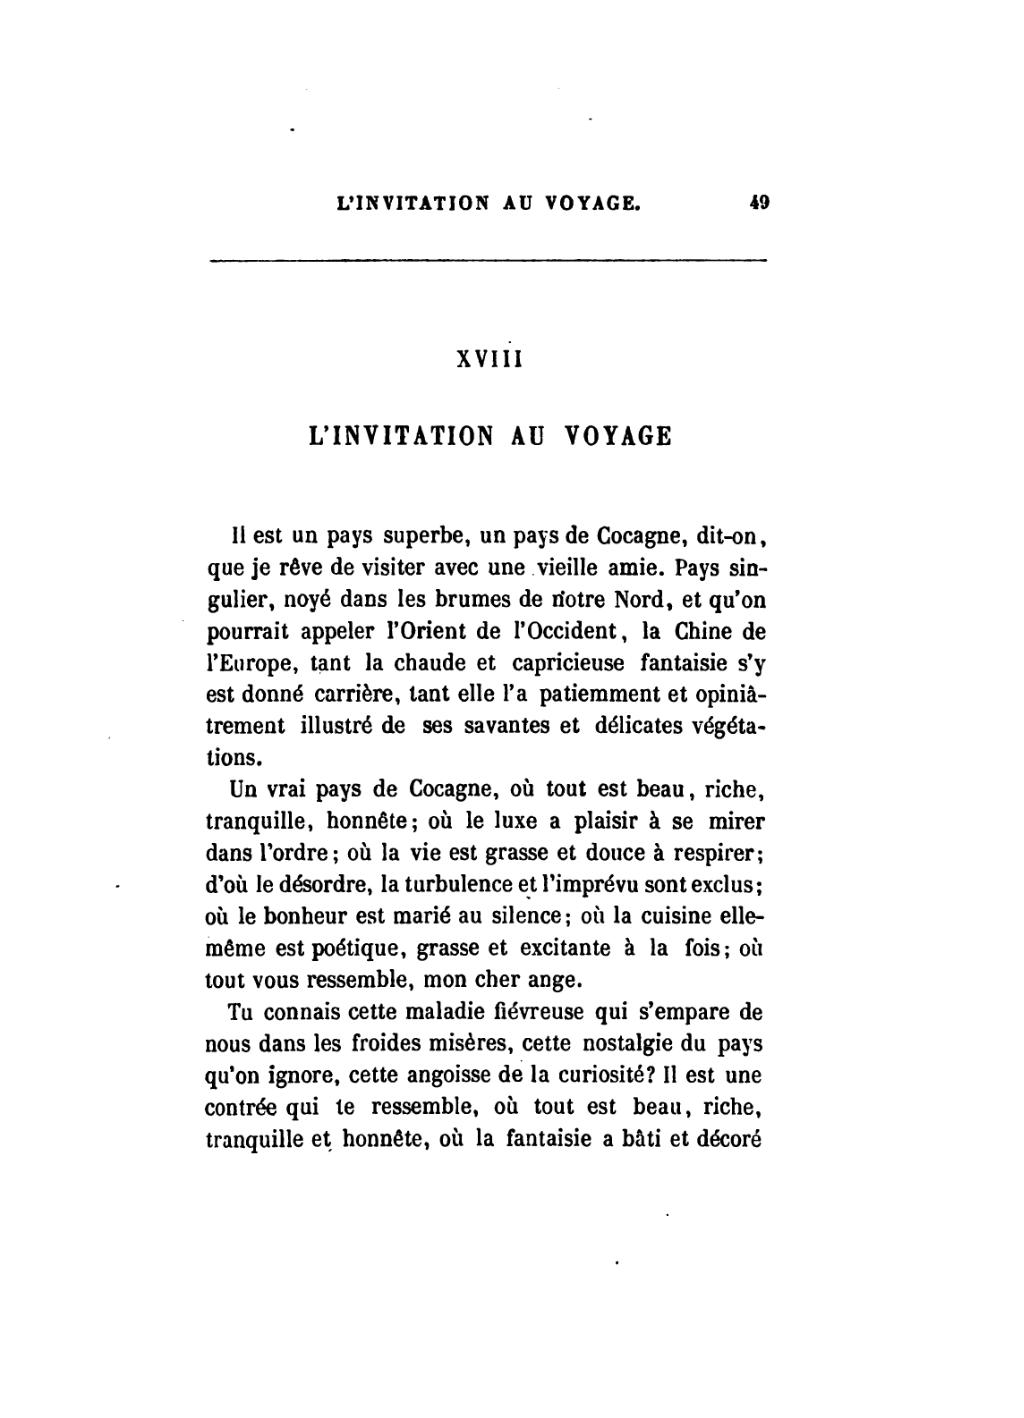 L'INVITATION AU VOYAGE. 49
XVIII
L'INVITATION AU VOYAGE
Il est un pays superbe, un pays de Cocagne, dit-on,
que je rêve de visiter avec une vieille amie. Pays sin-
gulier, noyé dans les brumes de notre Nord, et qu'on
pourrait appeler l'Orient de l'Occident, la Chine de
l'Europe, tant la chaude et capricieuse fantaisie s'y
est donné carrière, tant elle l'a patiemment et opiniâ-
trement illustré de ses savantes et délicates végéta-
tions.
Un vrai pays de Cocagne, où tout est beau, riche,
tranquille, honnête; où le luxe a plaisir à se mirer
dans l'ordre; où la vie est grasse et douce à respirer;
d'où le désordre, la turbulence et l'imprévu sont exclus;
où le bonheur est marié au silence; où la cuisine elle-
même est poétique, grasse et excitante à la fois; où
tout vous ressemble, mon cher ange.
Tu connais cette maladie fiévreuse qui s'empare de
nous dans les froides misères, cette nostalgie du pays
qu'on ignore, cette angoisse de la curiosité? Il est une
contrée qui te ressemble, où tout est beau, riche,
tranquille et honnête, où la fantaisie a bâti et décoré